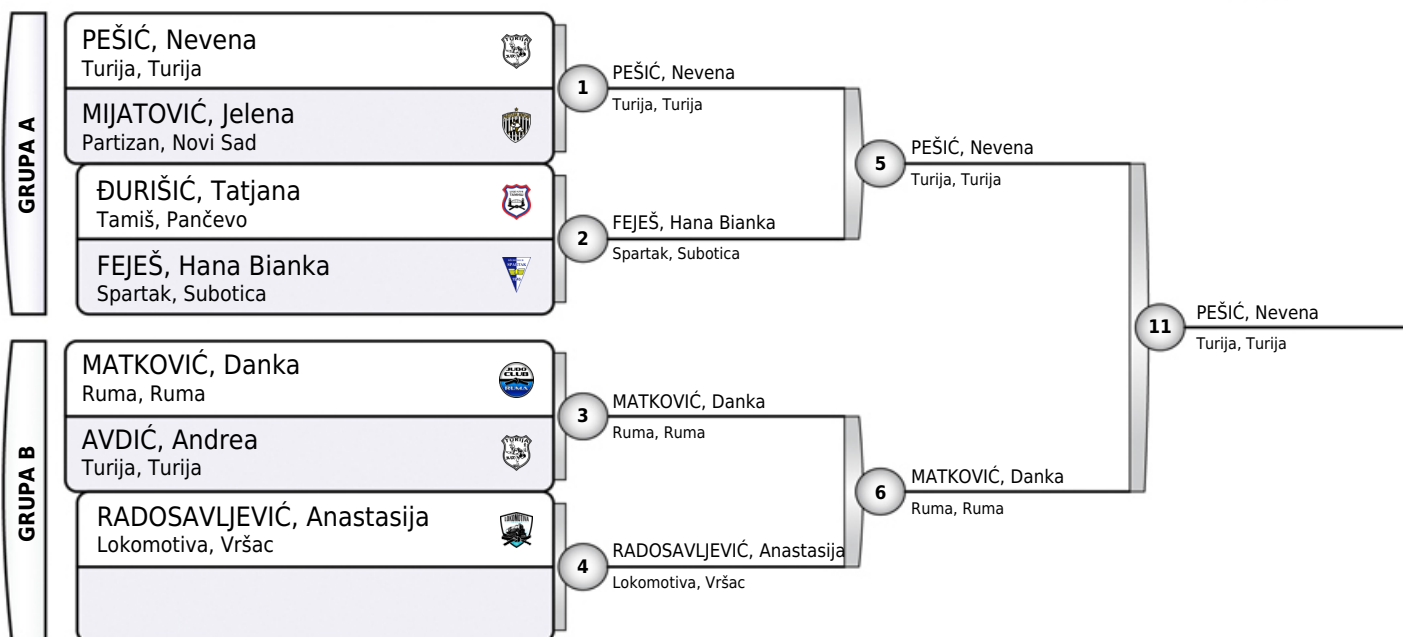 GRUPA A
PEŠIĆ, Nevena
Turija, Turija
MIJATOVIĆ, Jelena
Partizan, Novi Sad
ĐURIŠIĆ, Tatjana
Tamiš, Pančevo
FEJEŠ, Hana Bianka
Spartak, Subotica
1
PEŠIĆ, Nevena
Turija, Turija
2
FEJEŠ, Hana Bianka
Spartak, Subotica
5
PEŠIĆ, Nevena
Turija, Turija
GRUPA B
MATKOVIĆ, Danka
Ruma, Ruma
JUDO
CLUB
RUMA
AVDIĆ, Andrea
Turija, Turija
RADOSAVLJEVIĆ, Anastasija
Lokomotiva, Vršac
3
MATKOVIĆ, Danka
Ruma, Ruma
4
RADOSAVLJEVIĆ, Anastasija
Lokomotiva, Vršac
6
MATKOVIĆ, Danka
Ruma, Ruma
11
PEŠIĆ, Nevena
Turija, Turija